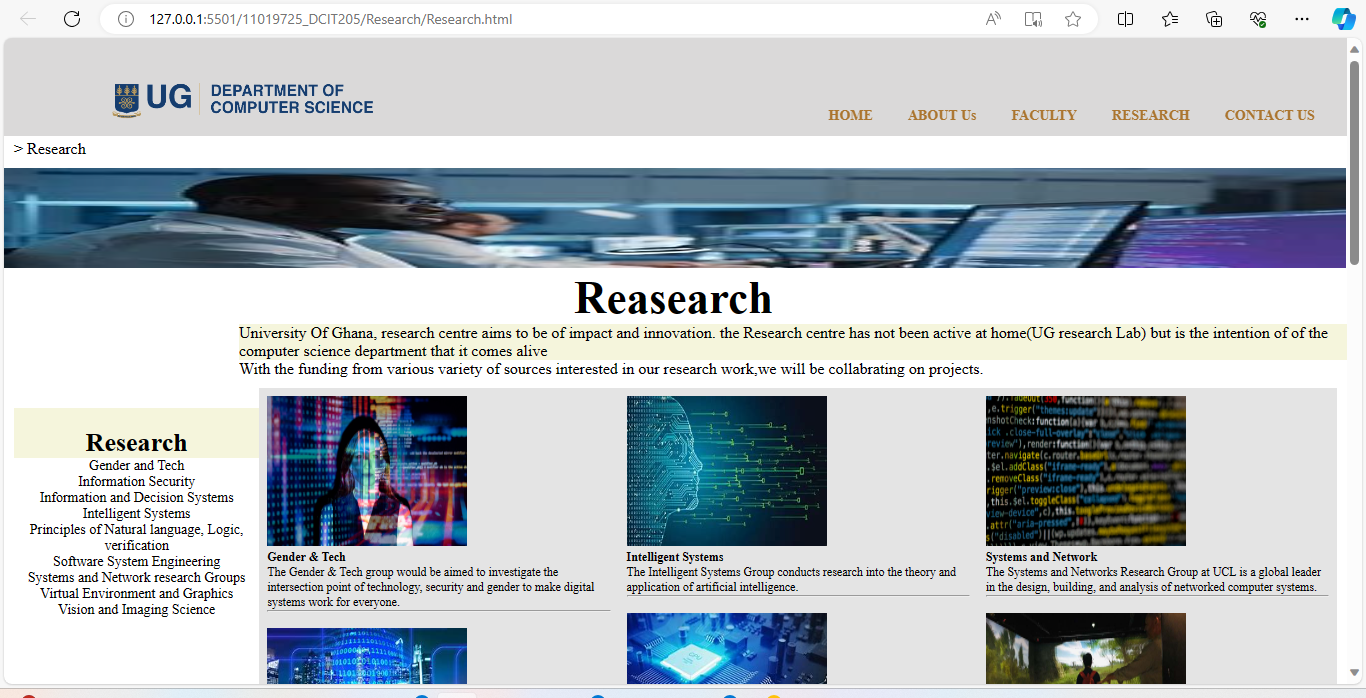 127.0.0.1:5501/11019725_DCIT205/Research/Research.html
UG
DEPARTMENT OF
COMPUTER SCIENCE
HOME ABOUT Us FACULTY RESEARCH CONTACT US
> Research
Reasearch
University Of Ghana, research centre aims to be of impact and innovation. the Research centre has not been active at home(UG research Lab) but is the intention of of the
computer science department that it comes alive
With the funding from various variety of sources interested in our research work,we will be collabrating on projects.
Research
Gender and Tech
Information Security
Information and Decision Systems
Intelligent Systems
Principles of Natural language, Logic,
verification
Software System Engineering
Systems and Network research Groups
Virtual Environment and Graphics
Vision and Imaging Science
Gender & Tech
The Gender & Tech group would be aimed to investigate the
intersection point of technology, security and gender to make digital
systems work for everyone.
Intelligent Systems
The Intelligent Systems Group conducts research into the theory and
application of artificial intelligence.
Systems and Network
The Systems and Networks Research Group at UCL is a global leader
in the design, building, and analysis of networked computer systems.